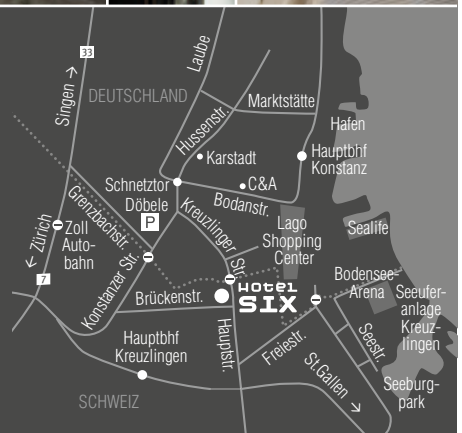 33
Singen →
DEUTSCHLAND
Laube
Hussenstr.
Marktstätte
Hafen
Karstadt
Hauptbhf
Konstanz
Schnetztor
Döbele
P
C&A
Bodanstr.
Grenzbachstr.
Kreuzlinger Str.
Lago
Shopping
Center
Sealife
← Zürich
Zoll
Auto-
bahn
7
Konstanzer Str.
Bodensee-
Arena
Seeufer-
anlage
Kreuz-
lingen
Brückenstr.
HOTEL
SIX
Hauptstr.
Freiestr.
Seestr.
Hauptbhf
Kreuzlingen
St.Gallen →
Seeburg-
park
SCHWEIZ